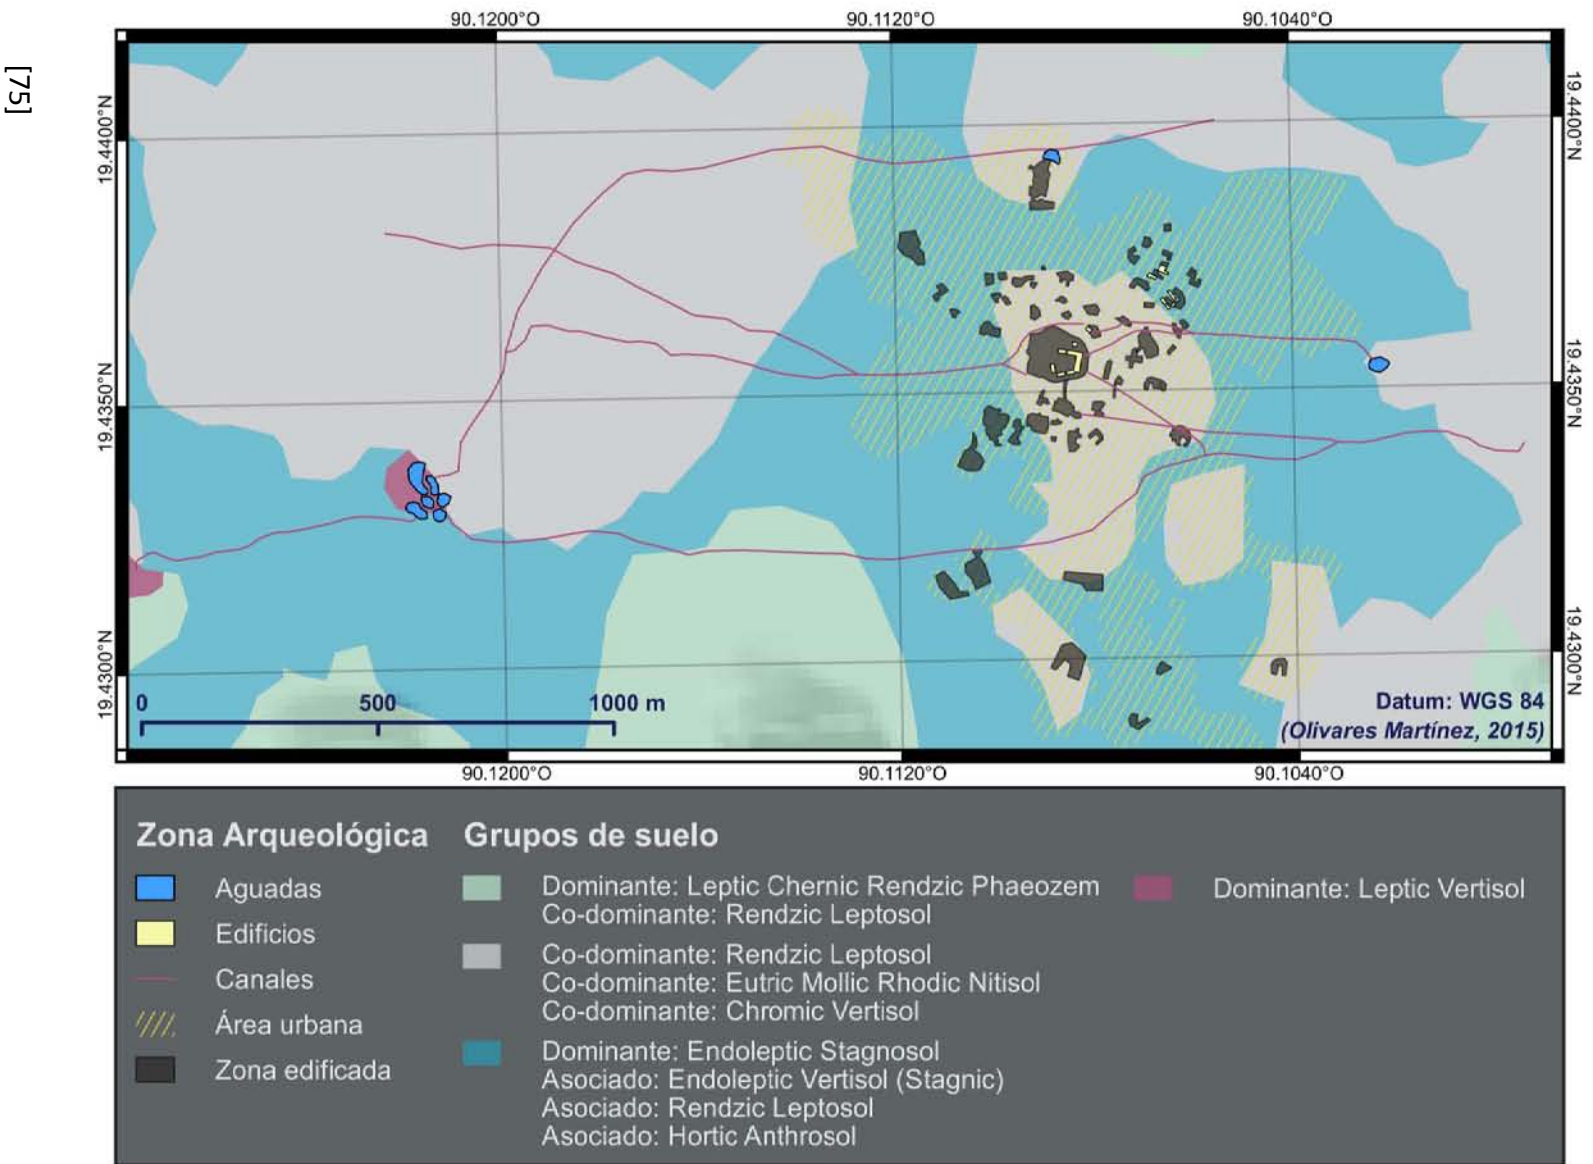 [75]
90.1200°O
90.1120°O
90.1040°O
19.4400°N
19.4400°N
19.4350°N
19.4350°N
19.4300°N
19.4300°N
0
500
1000 m
Datum: WGS 84
(Olivares Martínez, 2015)
90.1200°O
90.1120°O
90.1040°O
Zona Arqueológica
Aguadas
Edificios
Canales
Área urbana
Zona edificada
Grupos de suelo
Dominante: Leptic Chernic Rendzic Phaeozem
Co-dominante: Rendzic Leptosol
Co-dominante: Rendzic Leptosol
Co-dominante: Eutric Mollic Rhodic Nitisol
Co-dominante: Chromic Vertisol
Dominante: Endoleptic Stagnosol
Asociado: Endoleptic Vertisol (Stagnic)
Asociado: Rendzic Leptosol
Asociado: Hortic Anthrosol
Dominante: Leptic Vertisol